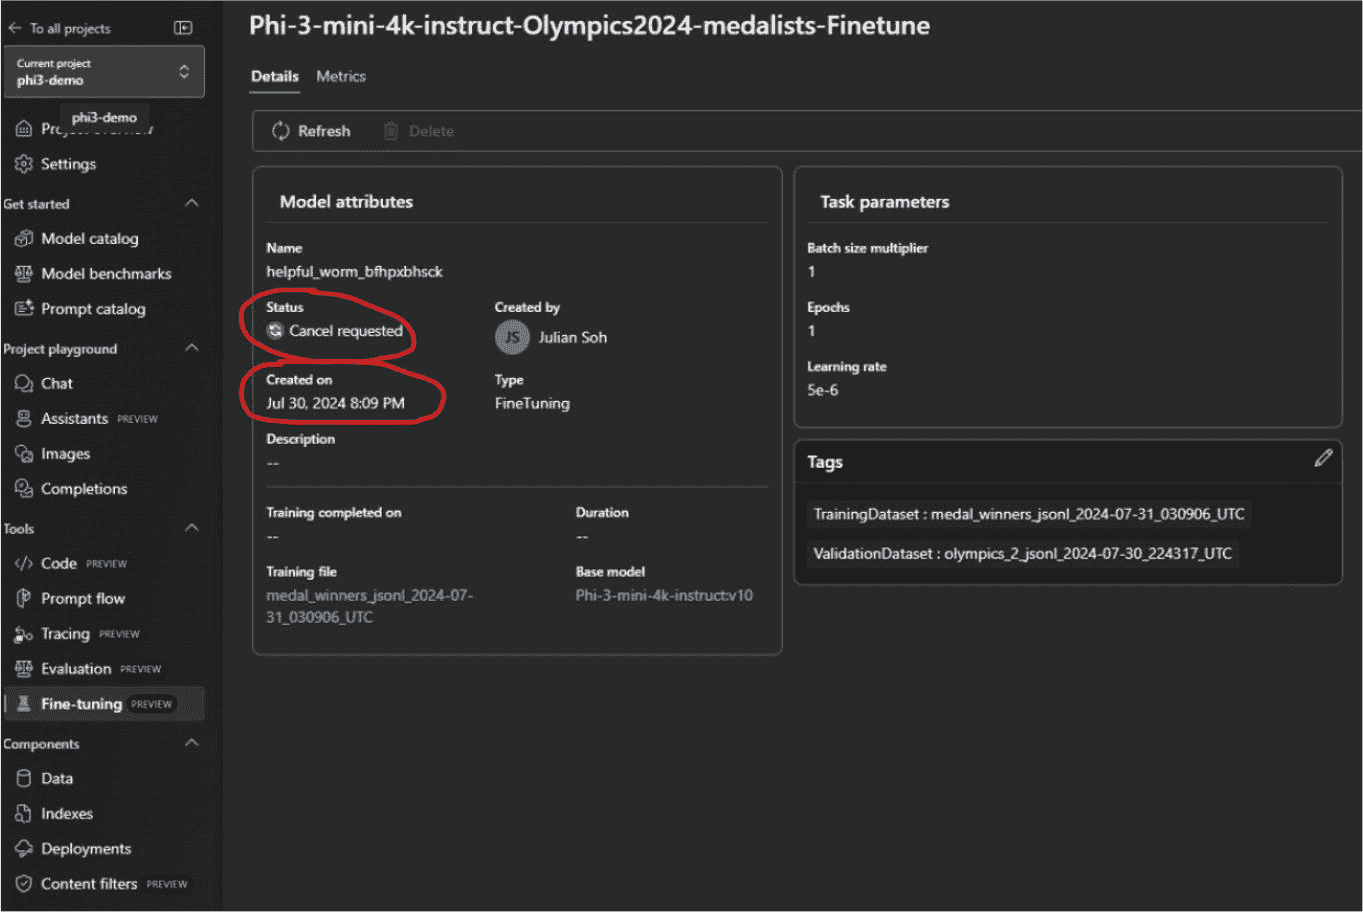 To all projects
Current project
phi3-demo
phi3-demo
Settings
Get started
Model catalog
Model benchmarks
Prompt catalog
Project playground
Chat
Assistants PREVIEW
Images
Completions
Tools
Code PREVIEW
Prompt flow
Tracing PREVIEW
Evaluation PREVIEW
Fine-tuning PREVIEW
Components
Data
Indexes
Deployments
Content filters PREVIEW
Phi-3-mini-4k-instruct-Olympics2024-medalists-Finetune
Details Metrics
Refresh Delete
Model attributes
Name
helpful_worm_bfhpxbhsck
Status Created by
Cancel requested JS Julian Soh
Created on Type
Jul 30, 2024 8:09 PM FineTuning
Description
--
Training completed on Duration
-- --
Training file Base model
medal_winners_jsonl_2024-07- Phi-3-mini-4k-instruct:v10
31_030906_UTC
Task parameters
Batch size multiplier
1
Epochs
1
Learning rate
5e-6
Tags
TrainingDataset : medal_winners_jsonl_2024-07-31_030906_UTC
ValidationDataset : olympics_2_jsonl_2024-07-30_224317_UTC